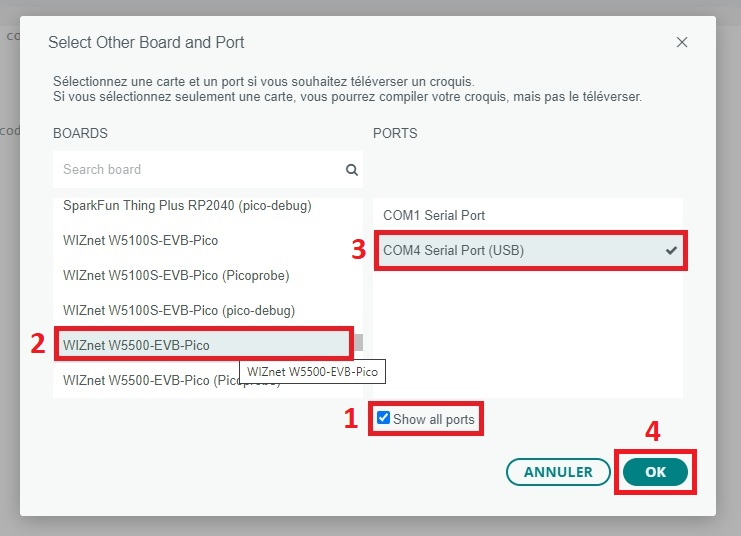 co
cod
Select Other Board and Port
Sélectionnez une carte et un port si vous souhaitez téléverser un croquis.
Si vous sélectionnez seulement une carte, vous pourrez compiler votre croquis, mais pas le téléverser.
BOARDS
Search board
SparkFun Thing Plus RP2040 (pico-debug)
WIZnet W5100S-EVB-Pico
WIZnet W5100S-EVB-Pico (Picoprobe)
WIZnet W5100S-EVB-Pico (pico-debug)
2 WIZnet W5500-EVB-Pico
WIZnet W5500-EVB-Pico
WIZnet W5500-EVB-Pico (Picoprobe)
PORTS
COM1 Serial Port
3 COM4 Serial Port (USB)
1 Show all ports
4
ANNULER
OK